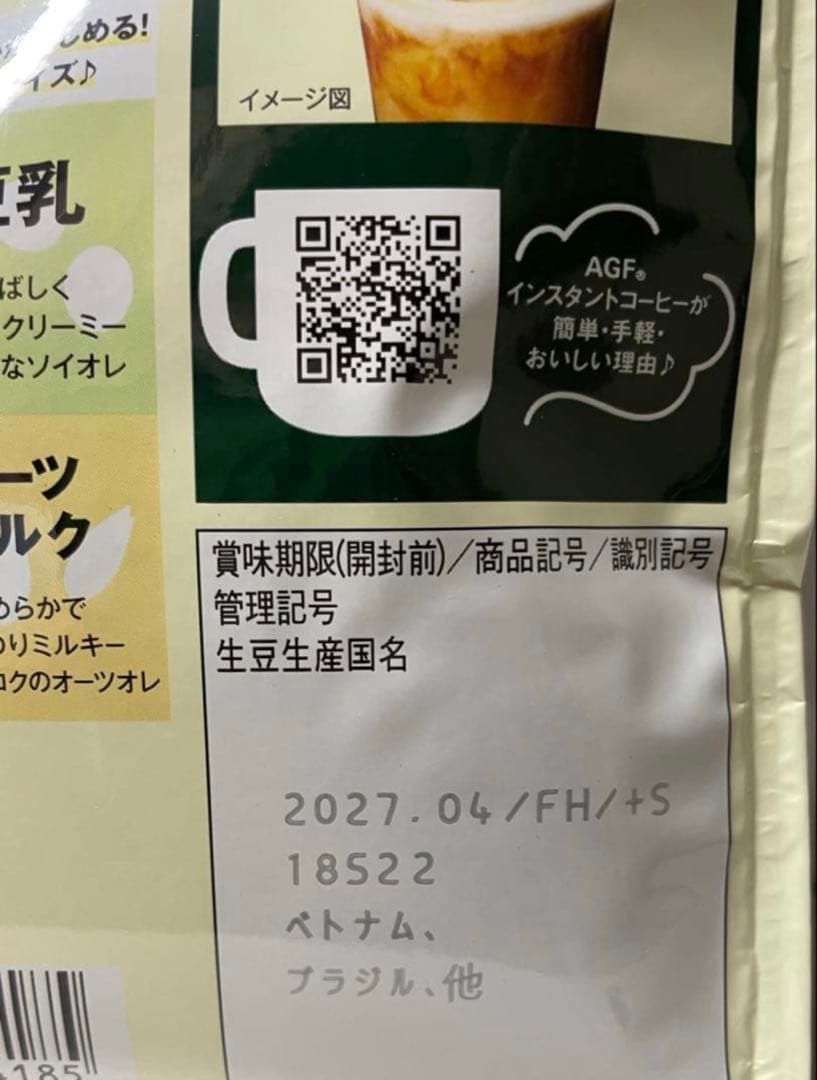 める!
イズ♪
イメージ図
豆乳
ばしく
クリーミー
なソイオレ
AGF®
インスタントコーヒーが
簡単・手軽・
おいしい理由♪
ーツ
ルク
めらかで
のりミルキー
コクのオーツオレ
賞味期限(開封前)/商品記号/識別記号
管理記号
生豆生産国名
2027.04/FH/+S
18522
ベトナム、
ブラジル、他
185